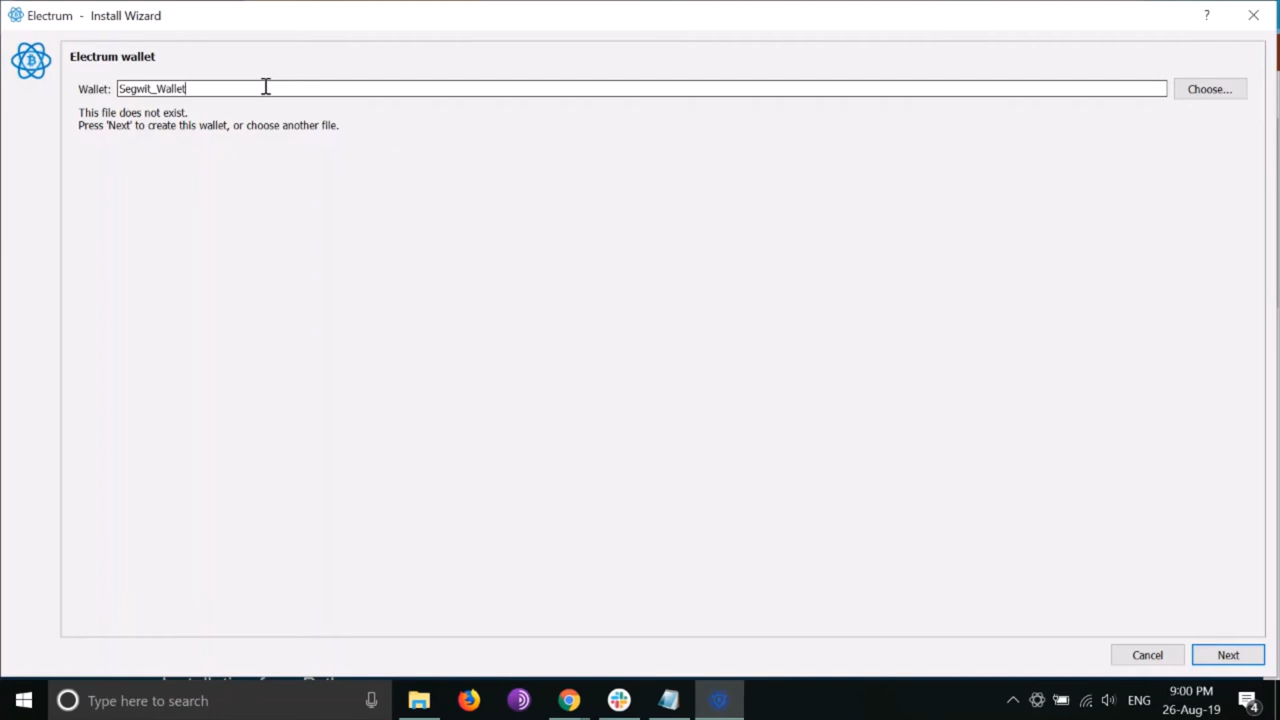 Electrum - Install Wizard
?
Electrum wallet
Wallet: Segwit_Wallet
Choose...
This file does not exist.
Press 'Next' to create this wallet, or choose another file.
Cancel
Next
Type here to search
ENG
9:00 PM
26-Aug-19
4